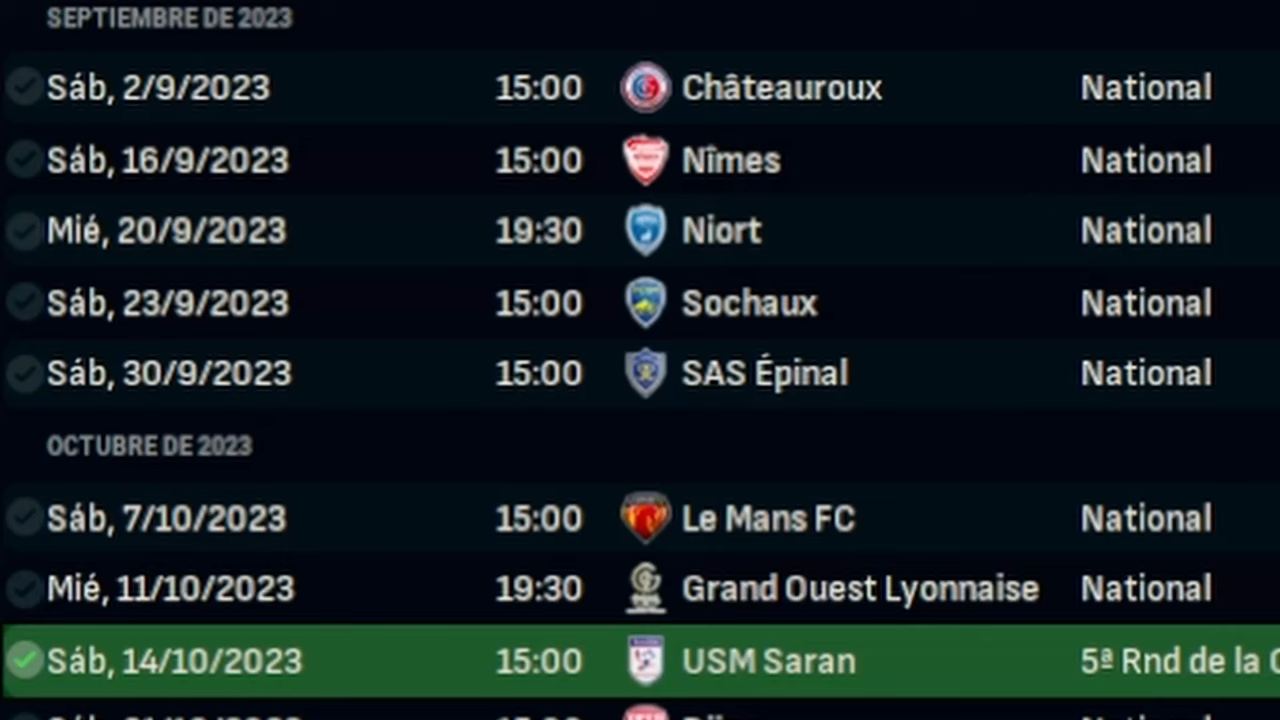 SEPTIEMBRE DE 2023
Sáb, 2/9/2023 15:00 Châteauroux National
Sáb, 16/9/2023 15:00 Nîmes National
Mié, 20/9/2023 19:30 Niort National
Sáb, 23/9/2023 15:00 Sochaux National
Sáb, 30/9/2023 15:00 SAS Épinal National
OCTUBRE DE 2023
Sáb, 7/10/2023 15:00 Le Mans FC National
Mié, 11/10/2023 19:30 Grand Ouest Lyonnaise National
Sáb, 14/10/2023 15:00 USM Saran 5ª Rnd de la